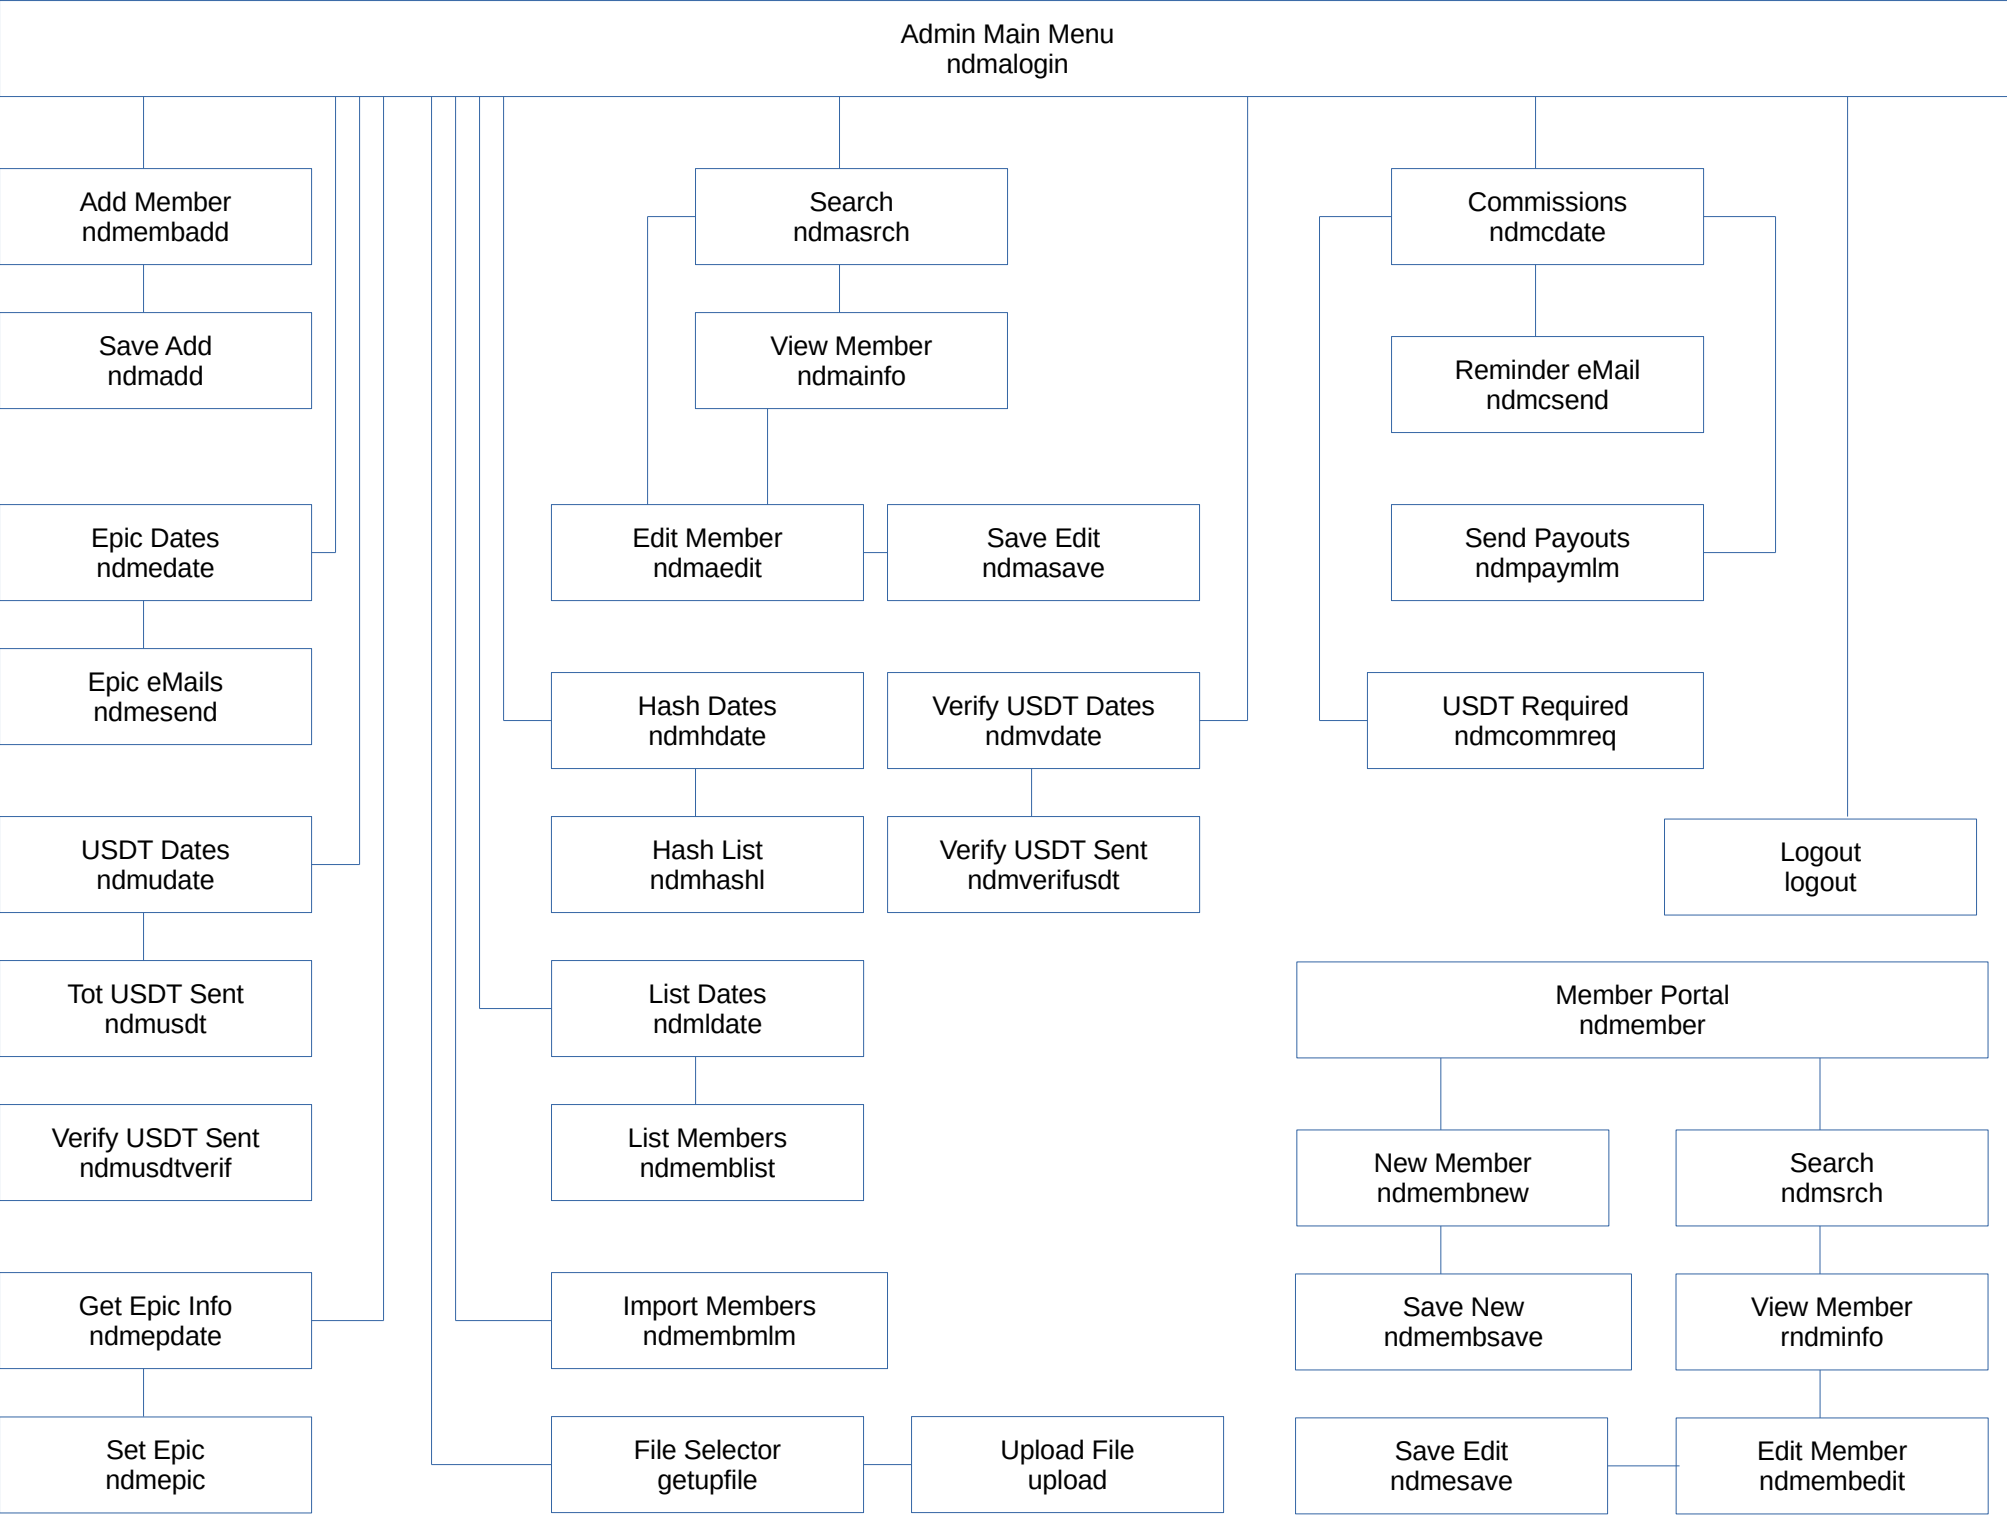 Admin Main Menu
ndmalogin
Add Member
ndmembadd
Search
ndmasrch
Commissions
ndmcdate
Save Add
ndmadd
View Member
ndmainfo
Reminder eMail
ndmcsend
Epic Dates
ndmedate
Edit Member
ndmaedit
Save Edit
ndmasave
Send Payouts
ndmpaymlm
Epic eMails
ndmesend
Hash Dates
ndmhdate
Verify USDT Dates
ndmvdate
USDT Required
ndmcommreq
USDT Dates
ndmudate
Hash List
ndmhashl
Verify USDT Sent
ndmverifusdt
Logout
logout
Tot USDT Sent
ndmusdt
List Dates
ndmldate
Member Portal
ndmember
Verify USDT Sent
ndmusdtverif
List Members
ndmemblist
New Member
ndmembnew
Search
ndmsrch
Get Epic Info
ndmepdate
Import Members
ndmembmlm
Save New
ndmembsave
View Member
rndminfo
Set Epic
ndmepic
File Selector
getupfile
Upload File
upload
Save Edit
ndmesave
Edit Member
ndmembedit